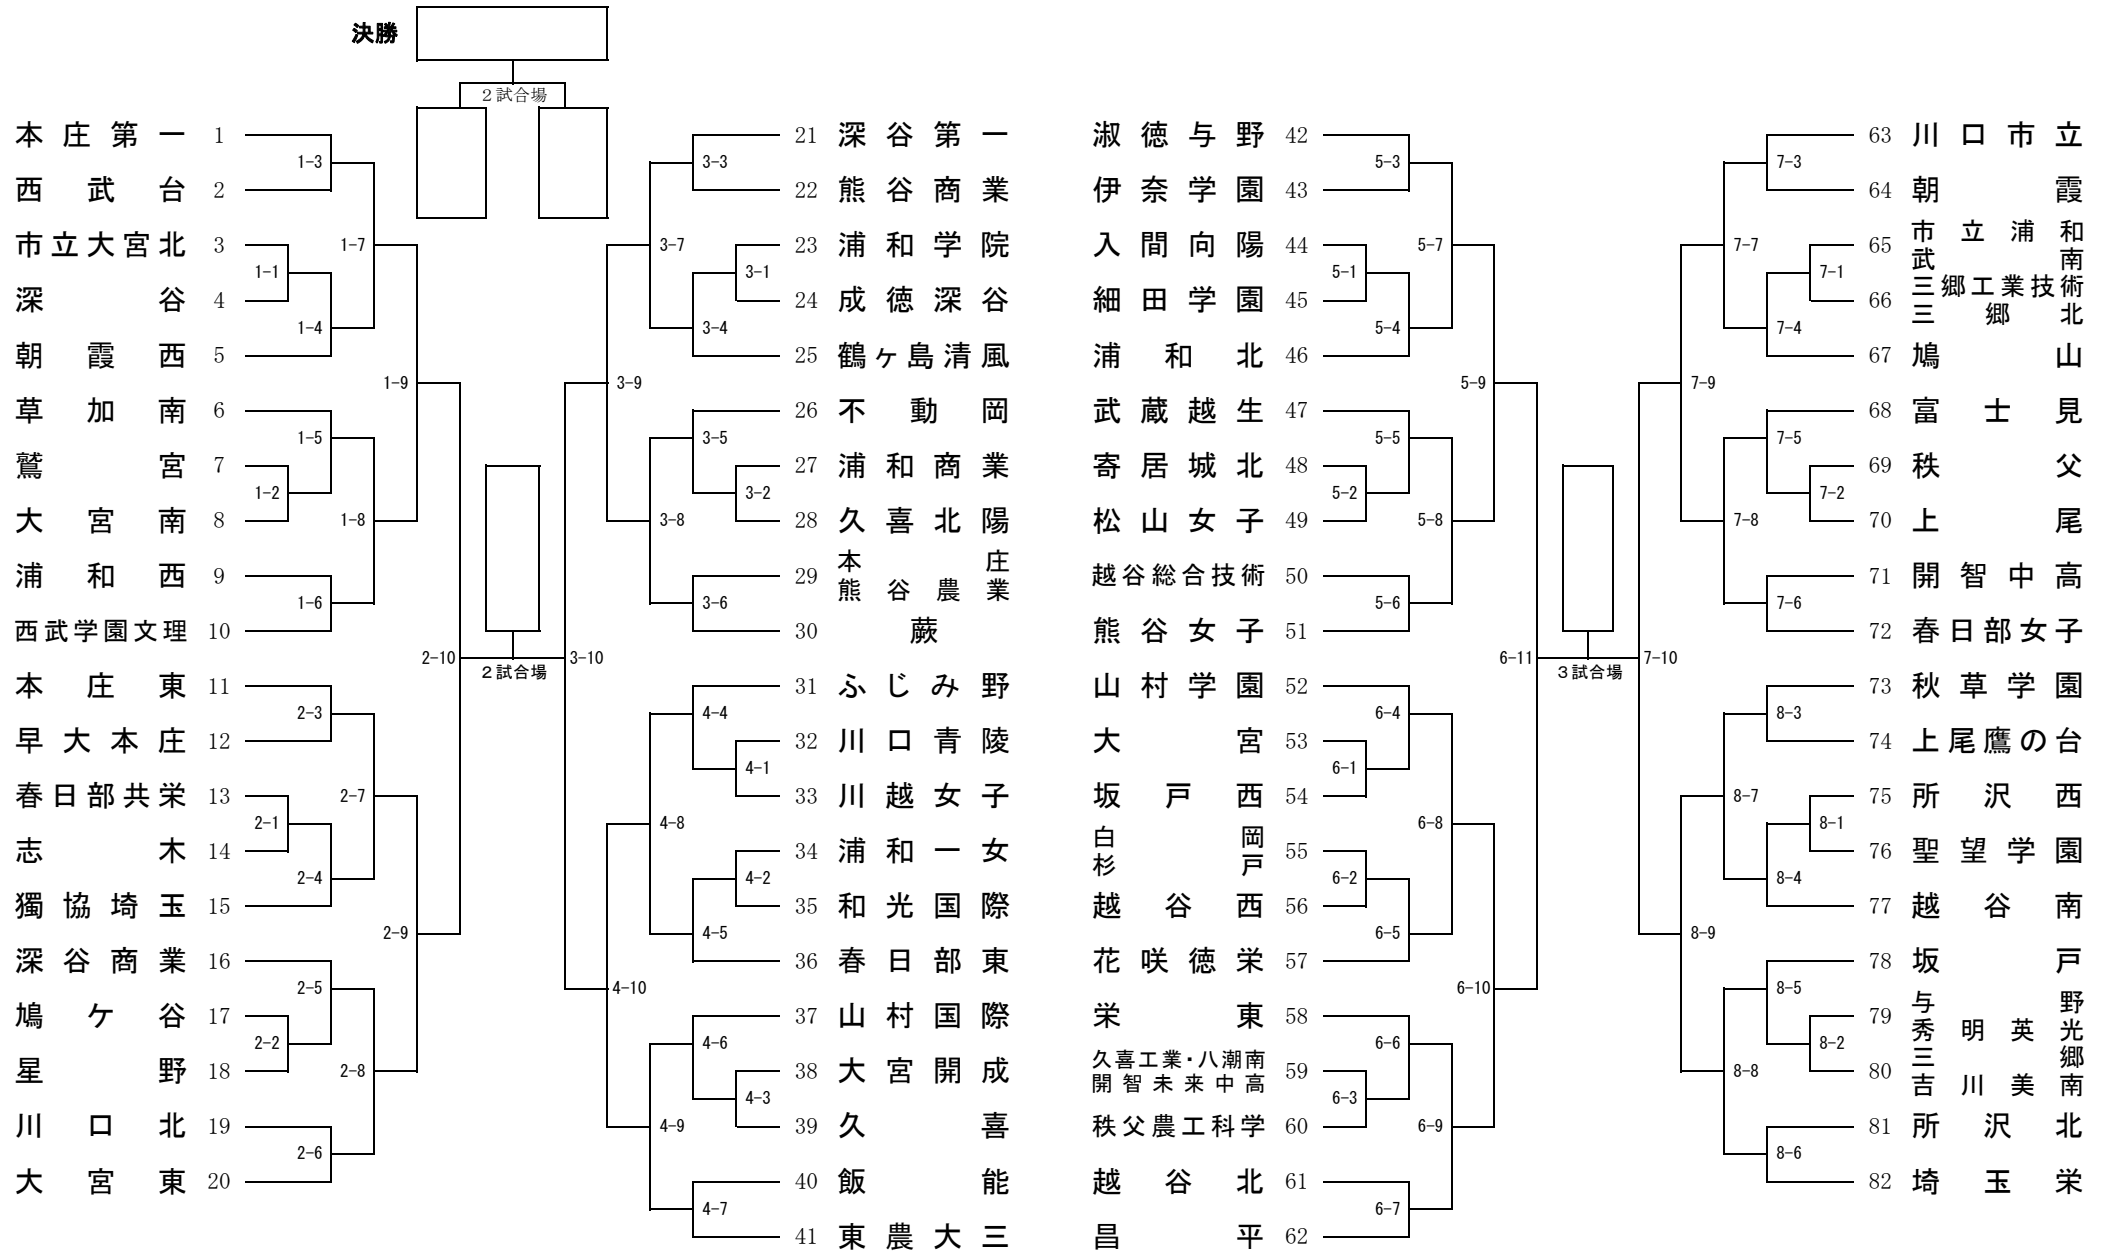 決勝
２試合場
本庄第一 1
1-3
西武台 2
市立大宮北 3
1-7
1-1
深谷 4
1-4
朝霞西 5
1-9
草加南 6
1-5
鷲宮 7
1-2
大宮南 8
1-8
浦和西 9
1-6
西武学園文理 10
2-10
本庄東 11
2-3
早大本庄 12
春日部共栄 13
2-7
2-1
志木 14
2-4
獨協埼玉 15
2-9
深谷商業 16
2-5
鳩ケ谷 17
2-2
星野 18
2-8
川口北 19
2-6
大宮東 20
２試合場
21 深谷第一
3-3
22 熊谷商業
3-7
23 浦和学院
3-1
24 成徳深谷
3-4
25 鶴ヶ島清風
3-9
26 不動岡
3-5
27 浦和商業
3-2
28 久喜北陽
3-8
29 本庄
熊谷農業
3-6
30 蕨
3-10
31 ふじみ野
4-4
32 川口青陵
4-1
33 川越女子
4-8
34 浦和一女
4-2
35 和光国際
4-5
36 春日部東
4-10
37 山村国際
4-6
38 大宮開成
4-3
39 久喜
4-9
40 飯能
4-7
41 東農大三
淑徳与野 42
5-3
伊奈学園 43
入間向陽 44
5-7
5-1
細田学園 45
5-4
浦和北 46
5-9
武蔵越生 47
5-5
寄居城北 48
5-2
松山女子 49
5-8
越谷総合技術 50
5-6
熊谷女子 51
6-11
山村学園 52
6-4
大宮 53
6-1
坂戸西 54
6-8
白岡
杉戸 55
6-2
越谷西 56
6-5
花咲徳栄 57
6-10
栄東 58
6-6
久喜工業・八潮南
開智未来中高 59
6-3
秩父農工科学 60
6-9
越谷北 61
6-7
昌平 62
３試合場
63 川口市立
7-3
64 朝霞
7-7
65 市立浦和
武南
7-1
66 三郷工業技術
三郷北
7-4
67 鳩山
7-9
68 富士見
7-5
69 秩父
7-2
70 上尾
7-8
71 開智中高
7-6
72 春日部女子
7-10
73 秋草学園
8-3
74 上尾鷹の台
8-7
75 所沢西
8-1
76 聖望学園
8-4
77 越谷南
8-9
78 坂戸
8-5
79 与野
秀明英光
8-2
80 三郷
吉川美南
8-8
81 所沢北
8-6
82 埼玉栄